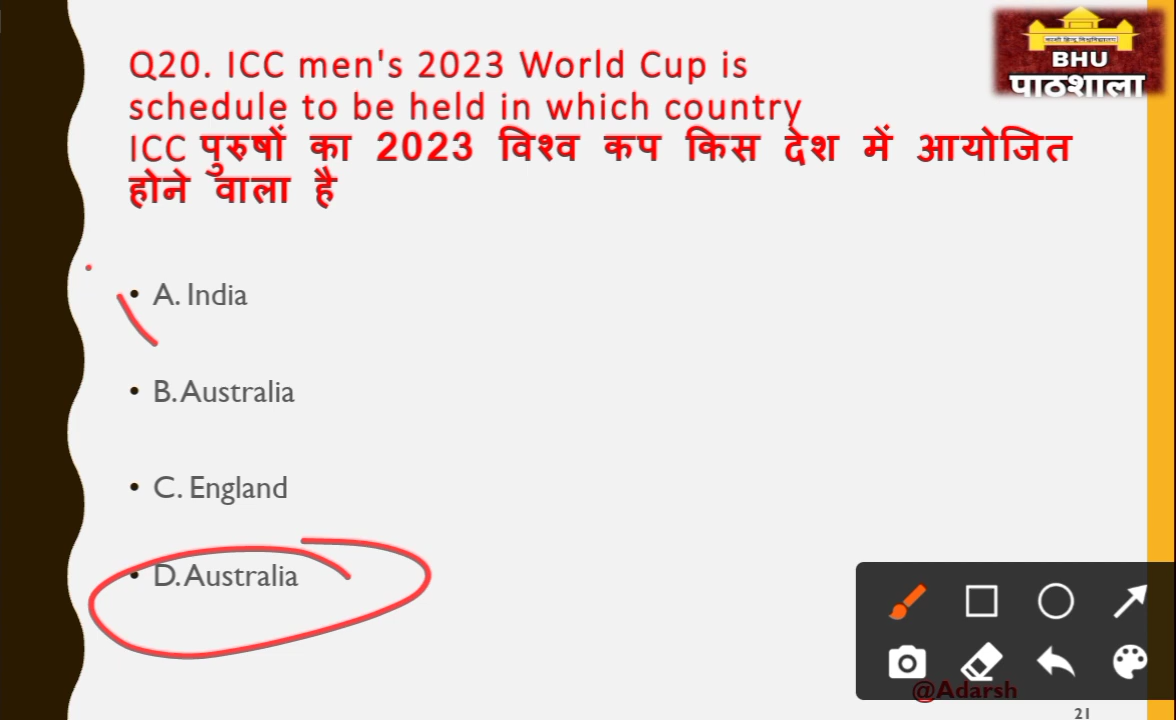 BHU
पाठशाला
Q20. ICC men's 2023 World Cup is
schedule to be held in which country
ICC पुरुषों का 2023 विश्व कप किस देश में आयोजित
होने वाला है
• A. India
• B. Australia
• C. England
• D. Australia
@Adarsh
21